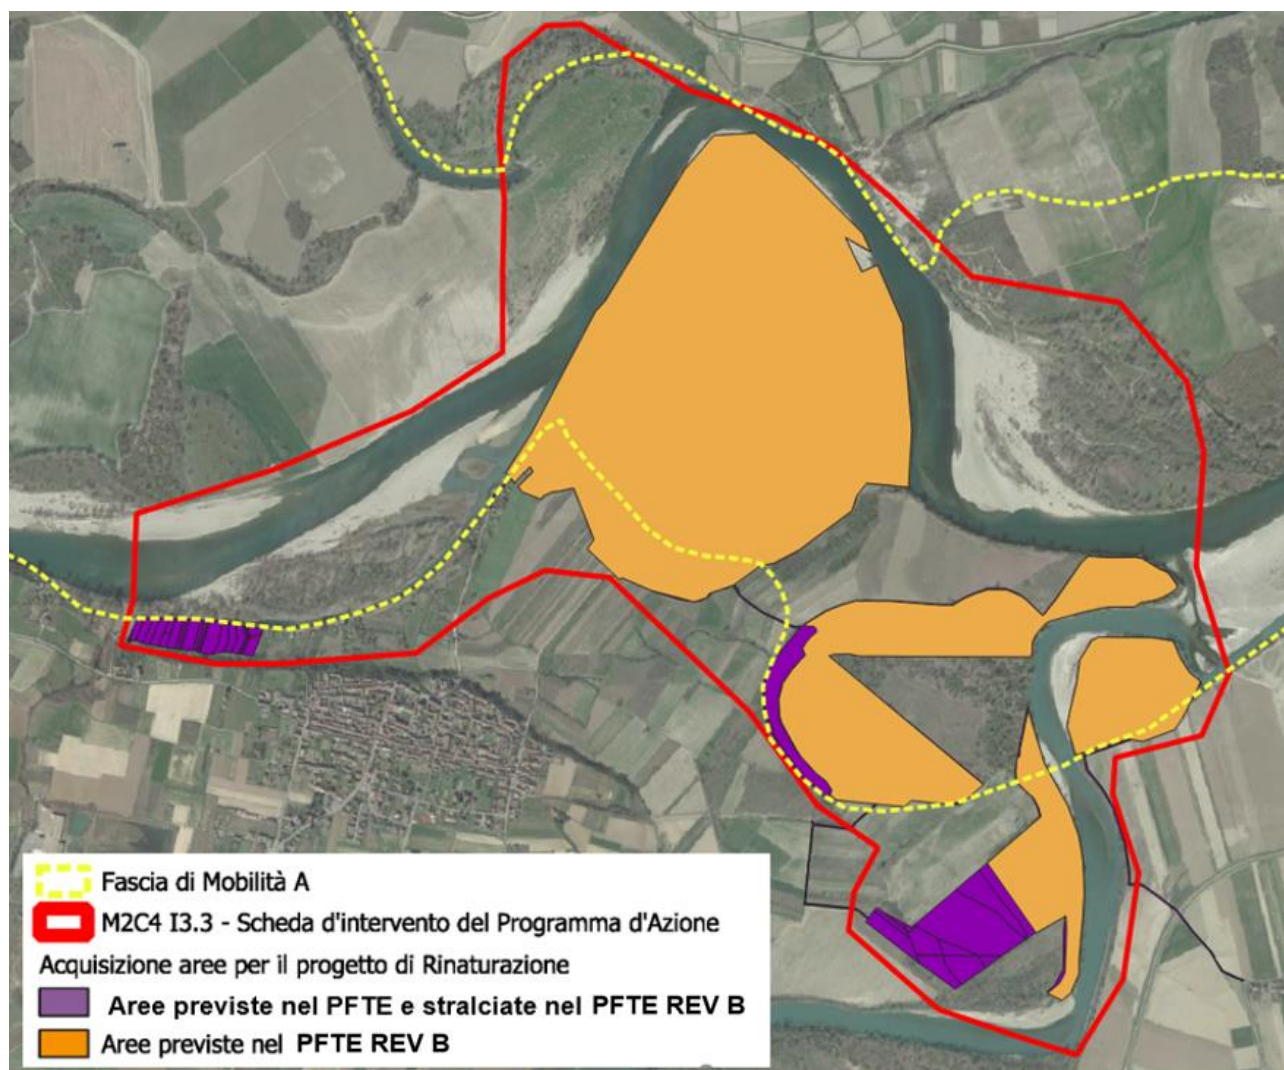 Fascia di Mobilità A
M2C4 I3.3 - Scheda d'intervento del Programma d'Azione
Acquisizione aree per il progetto di Rinaturazione
Aree previste nel PFTE e stralciate nel PFTE REV B
Aree previste nel PFTE REV B